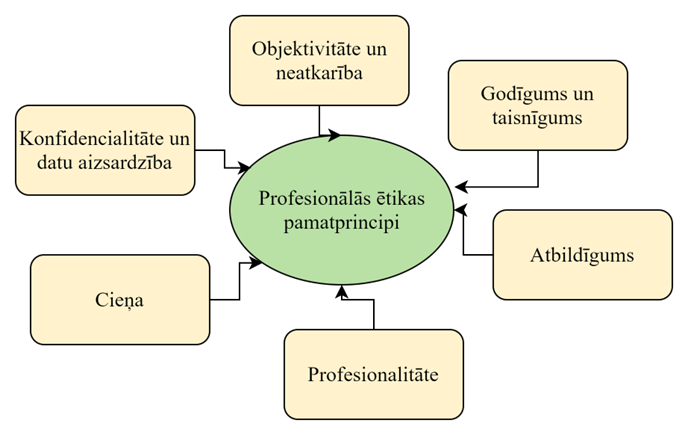 Objektivitāte un
neatkarība
Godīgums un
taisnīgums
Konfidencialitāte un
datu aizsardzība
Profesionālās ētikas
pamatprincipi
Atbildīgums
Cieņa
Profesionalitāte